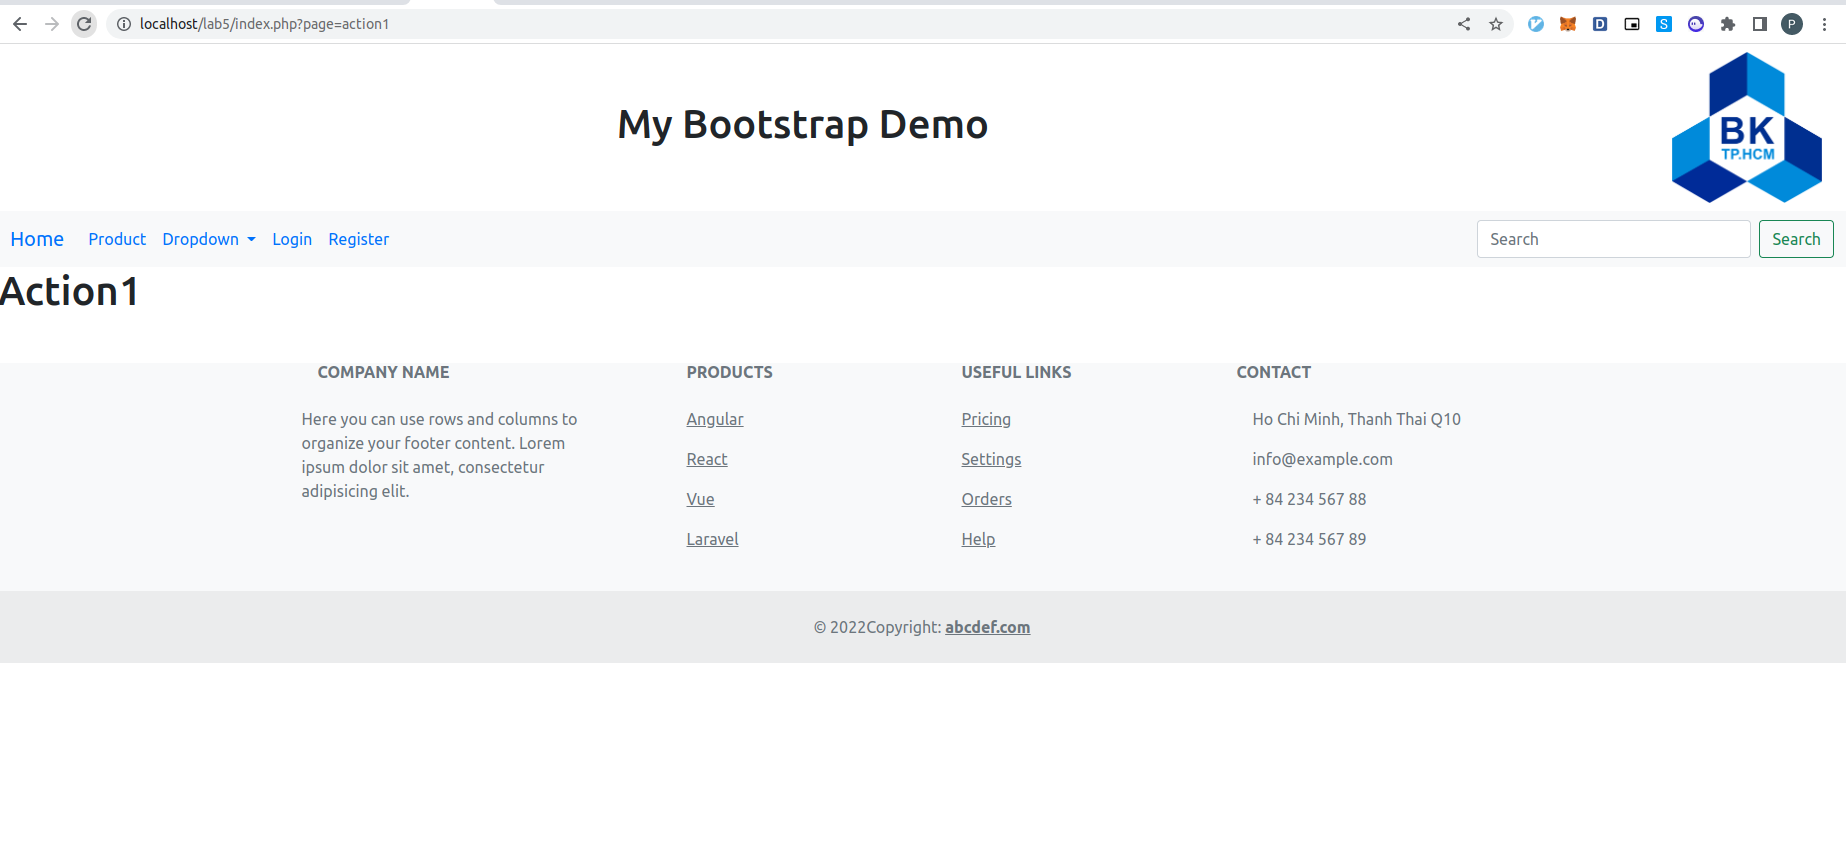 localhost/lab5/index.php?page=action1
D
S
P
My Bootstrap Demo
BK
TP.HCM
Home Product Dropdown Login Register Search Search
Action1
COMPANY NAME
Here you can use rows and columns to
organize your footer content. Lorem
ipsum dolor sit amet, consectetur
adipisicing elit.
PRODUCTS
Angular
React
Vue
Laravel
USEFUL LINKS
Pricing
Settings
Orders
Help
CONTACT
Ho Chi Minh, Thanh Thai Q10
info@example.com
+ 84 234 567 88
+ 84 234 567 89
© 2022Copyright: abcdef.com